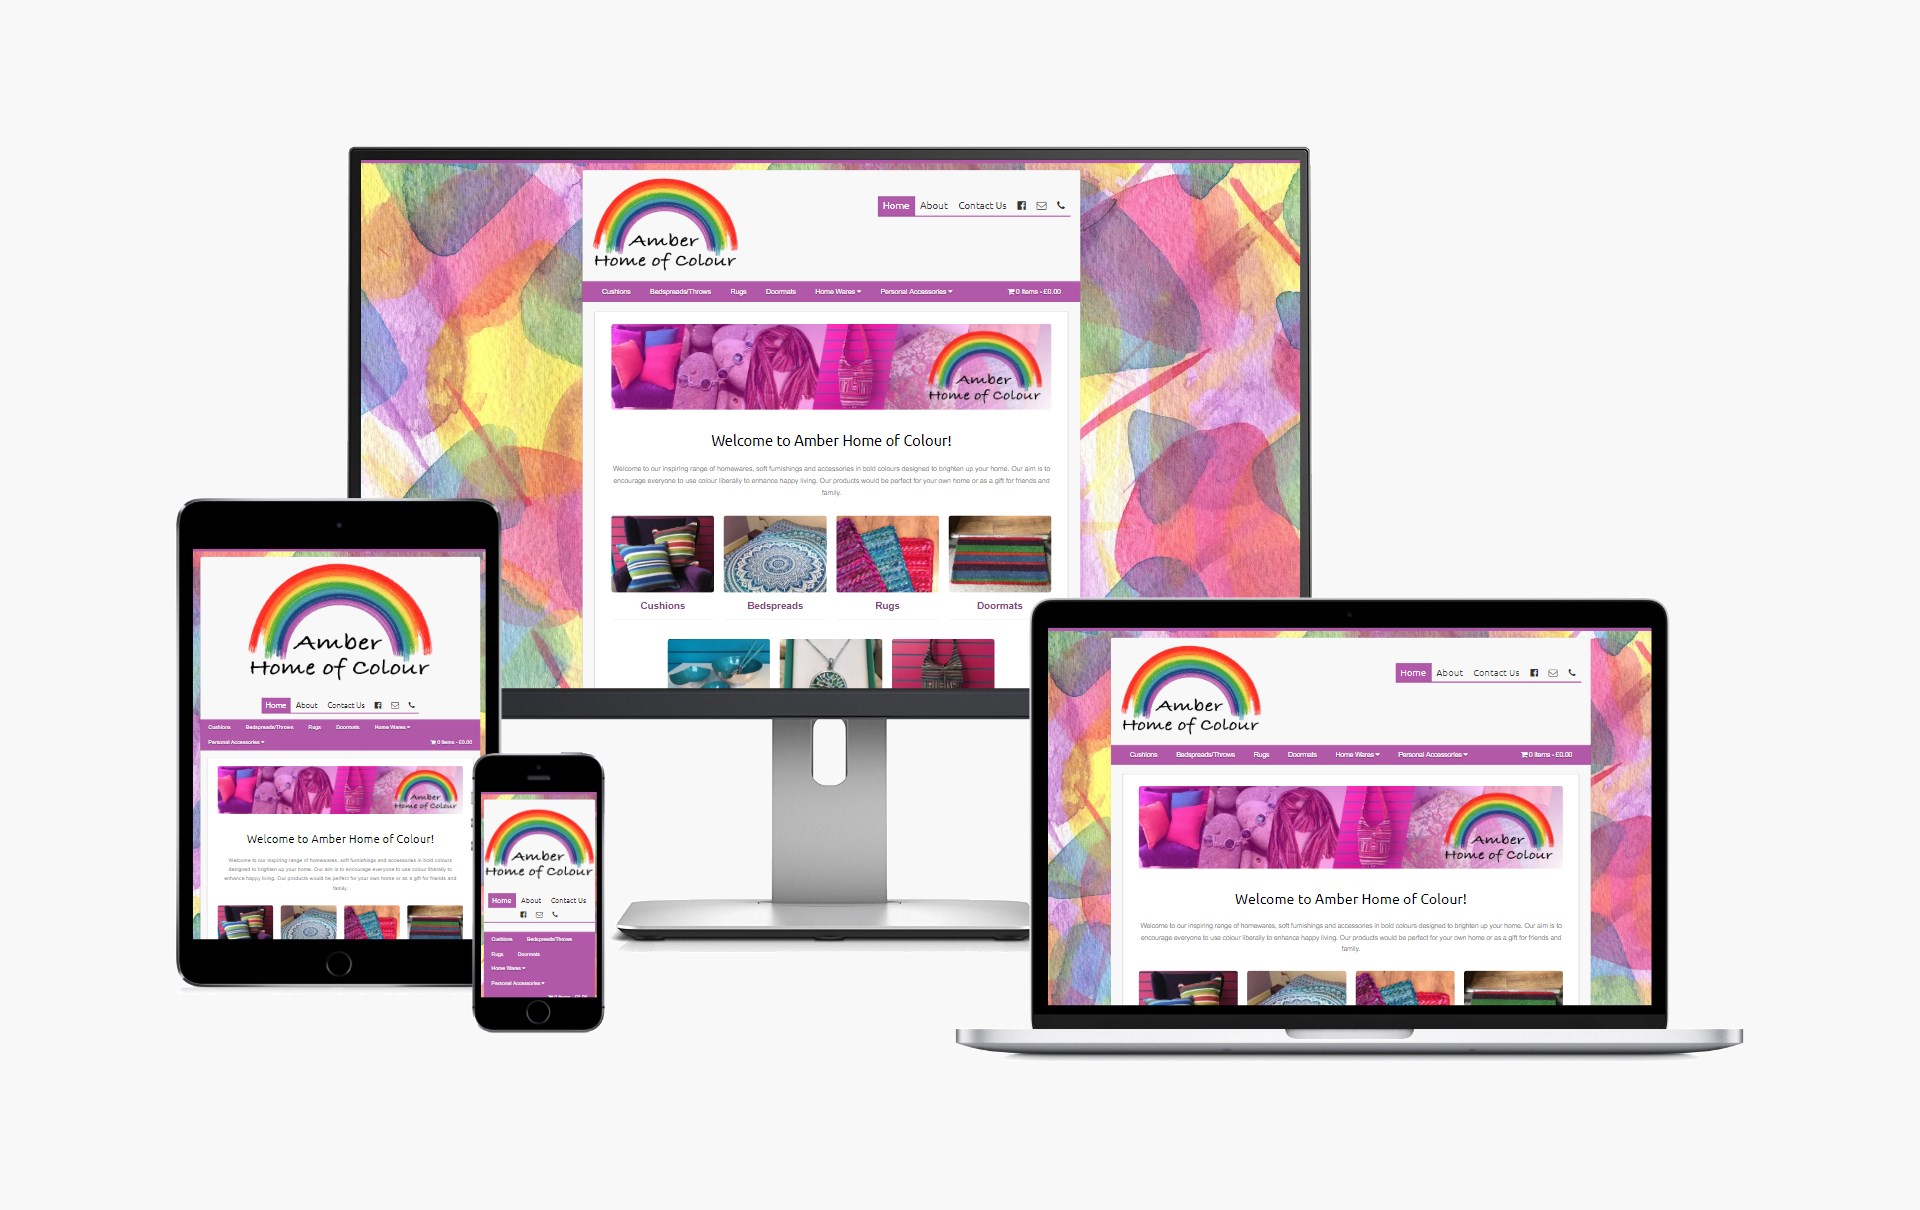 Amber
Home of Colour
Home About Contact Us
Cushions Bedspreads/Throws Rugs Doormats Home Wares Personal Accessories 0 Items - £0.00
Amber
Home of Colour
Welcome to Amber Home of Colour!
Welcome to our inspiring range of homewares, soft furnishings and accessories in bold colours designed to brighten up your home. Our aim is to
encourage everyone to use colour liberally to enhance happy living. Our products would be perfect for your own home or as a gift for friends and
family.
Cushions Bedspreads Rugs Doormats
Amber
Home of Colour
Home About Contact Us
Cushions Bedspreads/Throws Rugs Doormats Home Wares
Personal Accessories 0 Items - £0.00
Amber
Home of Colour
Welcome to Amber Home of Colour!
Welcome to our inspiring range of homewares, soft furnishings and accessories in bold colours
designed to brighten up your home. Our aim is to encourage everyone to use colour liberally to
enhance happy living. Our products would be perfect for your own home or as a gift for friends and
family.
Amber
Home of Colour
Home About Contact Us
Cushions Bedspreads/Throws
Rugs Doormats
Home Wares
Personal Accessories
0 Items - £0.00
Amber
Home of Colour
Home About Contact Us
Cushions Bedspreads/Throws Rugs Doormats Home Wares Personal Accessories 0 Items - £0.00
Amber
Home of Colour
Welcome to Amber Home of Colour!
Welcome to our inspiring range of homewares, soft furnishings and accessories in bold colours designed to brighten up your home. Our aim is to
encourage everyone to use colour liberally to enhance happy living. Our products would be perfect for your own home or as a gift for friends and
family.